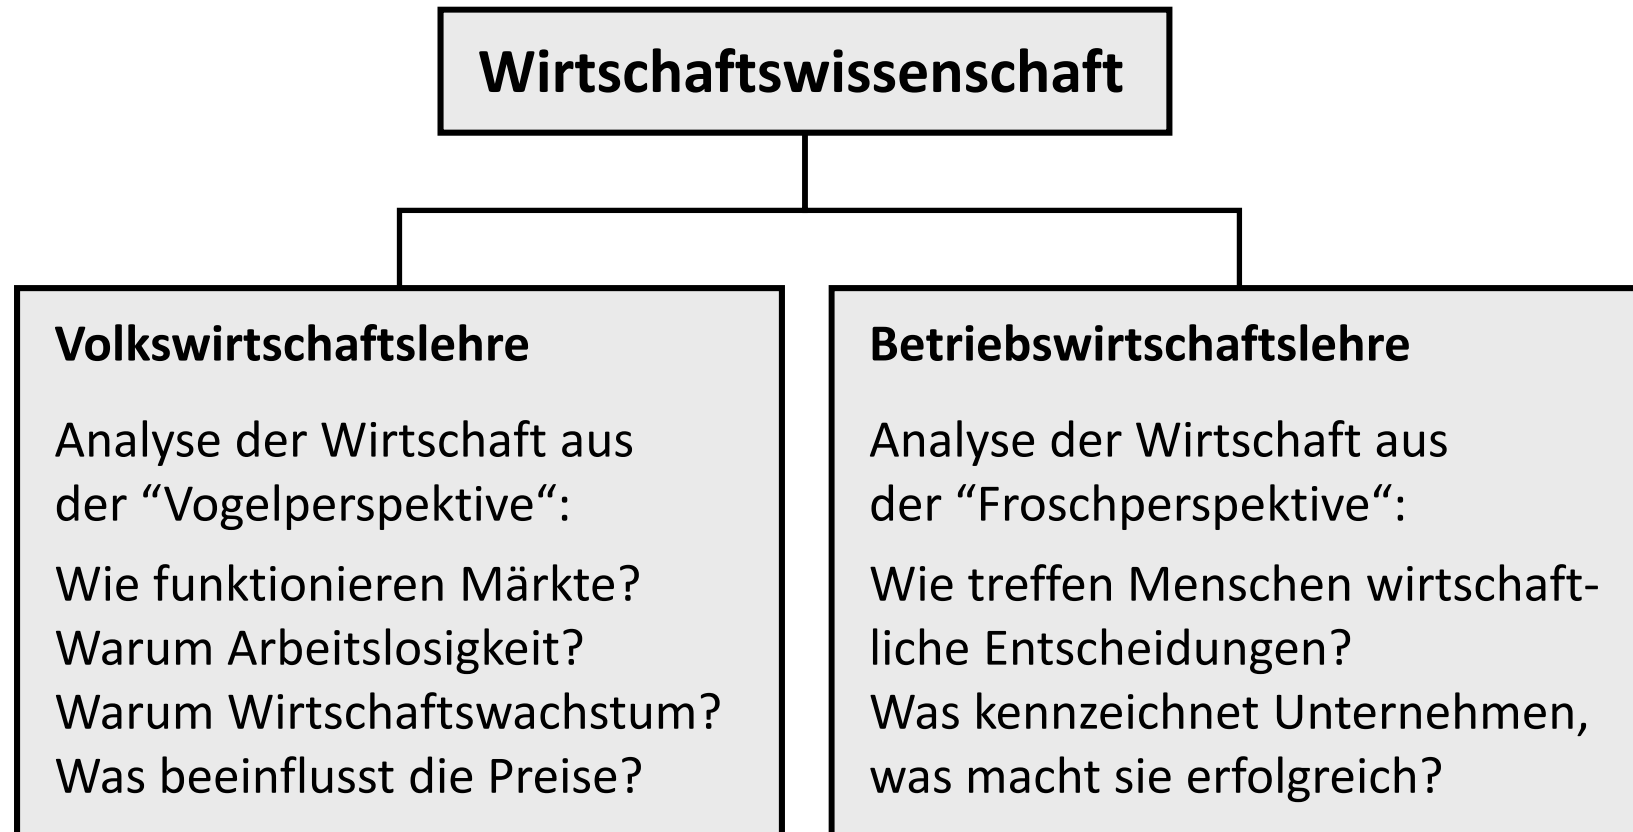 Wirtschaftswissenschaft
Volkswirtschaftslehre
Analyse der Wirtschaft aus
der “Vogelperspektive“:
Wie funktionieren Märkte?
Warum Arbeitslosigkeit?
Warum Wirtschaftswachstum?
Was beeinflusst die Preise?
Betriebswirtschaftslehre
Analyse der Wirtschaft aus
der “Froschperspektive“:
Wie treffen Menschen wirtschaft-
liche Entscheidungen?
Was kennzeichnet Unternehmen,
was macht sie erfolgreich?